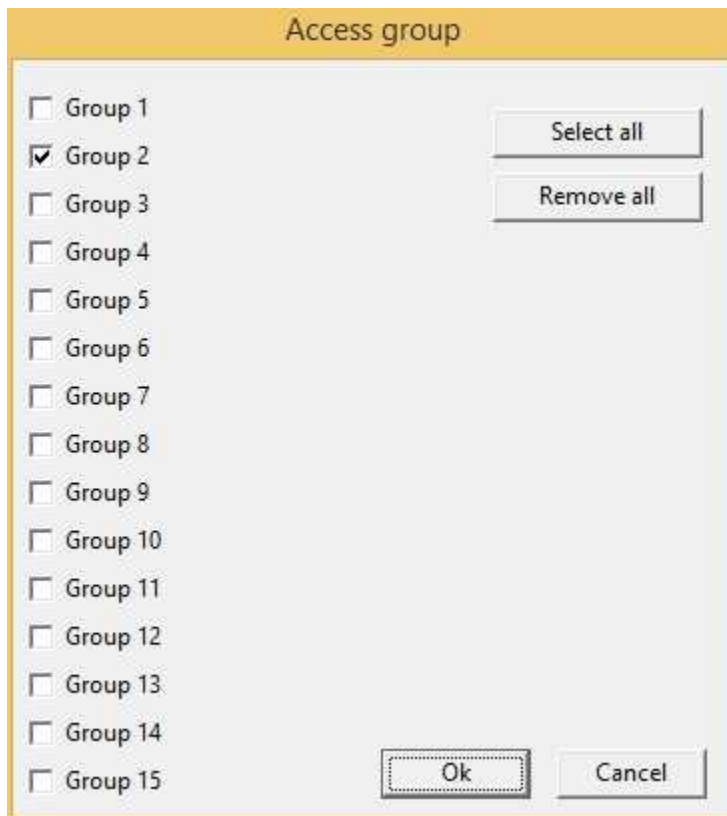 Access group
Group 1
Select all
Group 2
Remove all
Group 3
Group 4
Group 5
Group 6
Group 7
Group 8
Group 9
Group 10
Group 11
Group 12
Group 13
Group 14
Group 15
Ok
Cancel